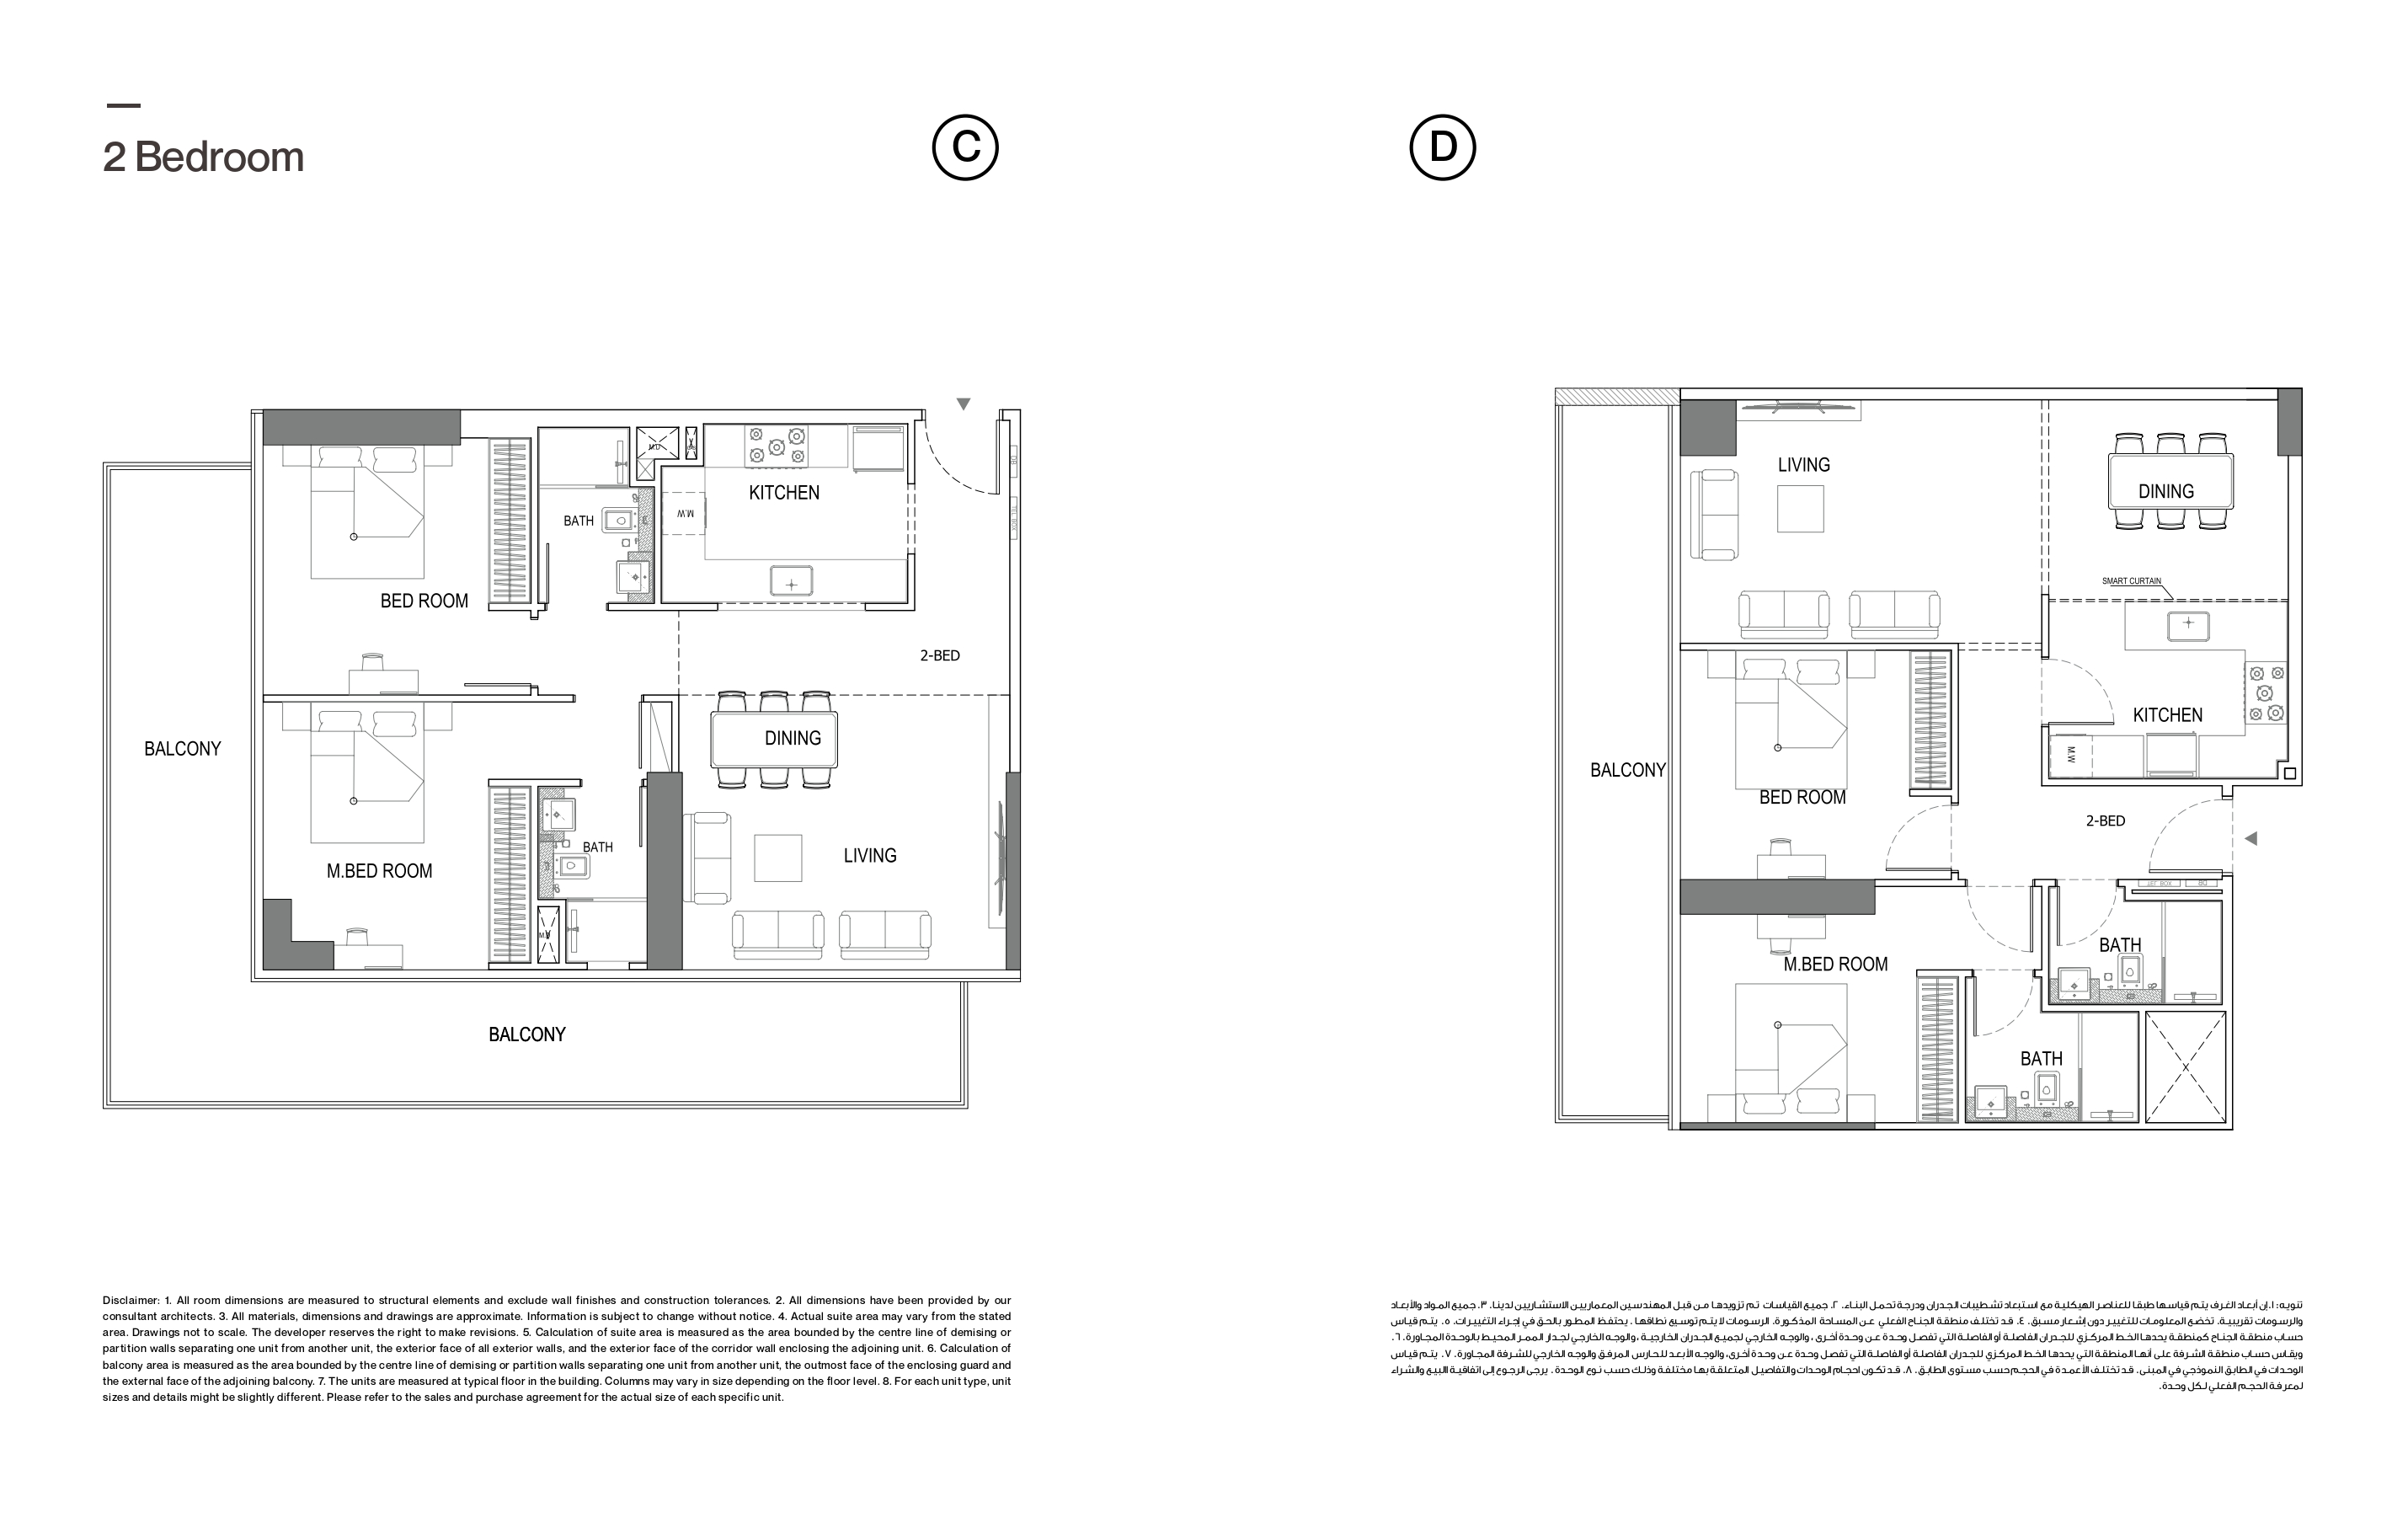 2 Bedroom
C
D
M.U
KITCHEN
DB
TEL BOX
M.W
BATH
BED ROOM
2-BED
DINING
BALCONY
BATH
LIVING
M.BED ROOM
M.U
BALCONY
LIVING
DINING
SMART CURTAIN
KITCHEN
M.W
BALCONY
BED ROOM
2-BED
TEL BOX
DB
BATH
M.BED ROOM
BATH
Disclaimer: 1. All room dimensions are measured to structural elements and exclude wall finishes and construction tolerances. 2. All dimensions have been provided by our
consultant architects. 3. All materials, dimensions and drawings are approximate. Information is subject to change without notice. 4. Actual suite area may vary from the stated
area. Drawings not to scale. The developer reserves the right to make revisions. 5. Calculation of suite area is measured as the area bounded by the centre line of demising or
partition walls separating one unit from another unit, the exterior face of all exterior walls, and the exterior face of the corridor wall enclosing the adjoining unit. 6. Calculation of
balcony area is measured as the area bounded by the centre line of demising or partition walls separating one unit from another unit, the outmost face of the enclosing guard and
the external face of the adjoining balcony. 7. The units are measured at typical floor in the building. Columns may vary in size depending on the floor level. 8. For each unit type, unit
sizes and details might be slightly different. Please refer to the sales and purchase agreement for the actual size of each specific unit.
تنويه: ١.إن أبعاد الغرف يتم قياسها طبقا للعناصر الهيكلية مع استبعاد تشطيبات الجدران ودرجة تحمل البناء. ٢. جميع القياسات تم تزويدها من قبل المهندسين المعماريين الاستشاريين لدينا. ٣. جميع المواد والأبعاد
والرسومات تقريبية. تخضع المعلومات للتغيير دون إشعار مسبق. ٤. قد تختلف منطقة الجناح الفعلي عن المساحة المذكورة. الرسومات لا يتم توسيع نطاقها . يحتفظ المطور بالحق في إجراء التغييرات. ٥. يتم قياس
حساب منطقة الجناح كمنطقة يحدها الخط المركزي للجدران الفاصلة أو الفاصلة التي تفصل وحدة عن وحدة أخرى ، والوجه الخارجي لجميع الجدران الخارجية ، والوجه الخارجي لجدار الممر المحيط بالوحدة المجاورة. ٦.
ويقاس حساب منطقة الشرفة على أنها المنطقة التي يحدها الخط المركزي للجدران الفاصلة أو الفاصلة التي تفصل وحدة عن وحدة أخرى، والوجه الأبعد للحارس المرفق والوجه الخارجي للشرفة المجاورة. ٧. يتم قياس
الوحدات في الطابق النموذجي في المبنى. قد تختلف الأعمدة في الحجم حسب مستوى الطابق. ٨. قد تكون احجام الوحدات والتفاصيل المتعلقة بها مختلفة وذلك حسب نوع الوحدة . يرجى الرجوع إلى اتفاقية البيع والشراء
لمعرفة الحجم الفعلي لكل وحدة.